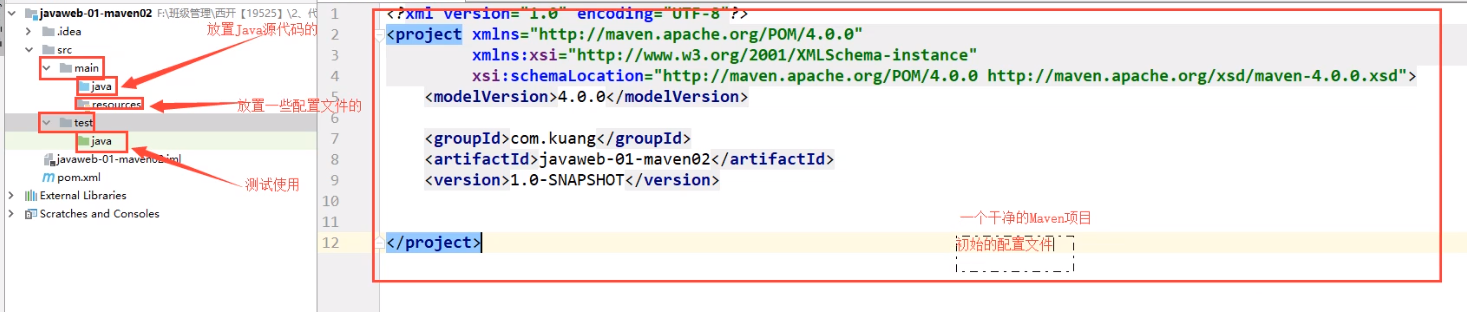 javaweb-01-maven02 F:\班级管理\西开【19525】\2、代
.idea
放置Java源代码的
src
main
java
resources
放置一些配置文件的
test
java
javaweb-01-maven02.iml
测试使用
pom.xml
External Libraries
Scratches and Consoles
1 <?xml version="1.0" encoding="UTF-8"?>
2 <project xmlns="http://maven.apache.org/POM/4.0.0"
3 xmlns:xsi="http://www.w3.org/2001/XMLSchema-instance"
4 xsi:schemaLocation="http://maven.apache.org/POM/4.0.0 http://maven.apache.org/xsd/maven-4.0.0.xsd">
5 <modelVersion>4.0.0</modelVersion>
6
7 <groupId>com.kuang</groupId>
8 <artifactId>javaweb-01-maven02</artifactId>
9 <version>1.0-SNAPSHOT</version>
10
11
一个干净的Maven项目
12 </project>
初始的配置文件